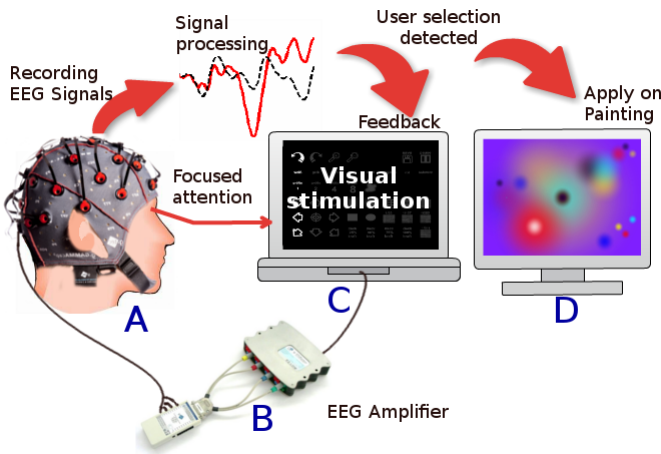 Signal
processing
User selection
detected
Recording
EEG Signals
Feedback
Apply on
Painting
Focused
attention
Visual
stimulation
A
C
D
B
EEG Amplifier